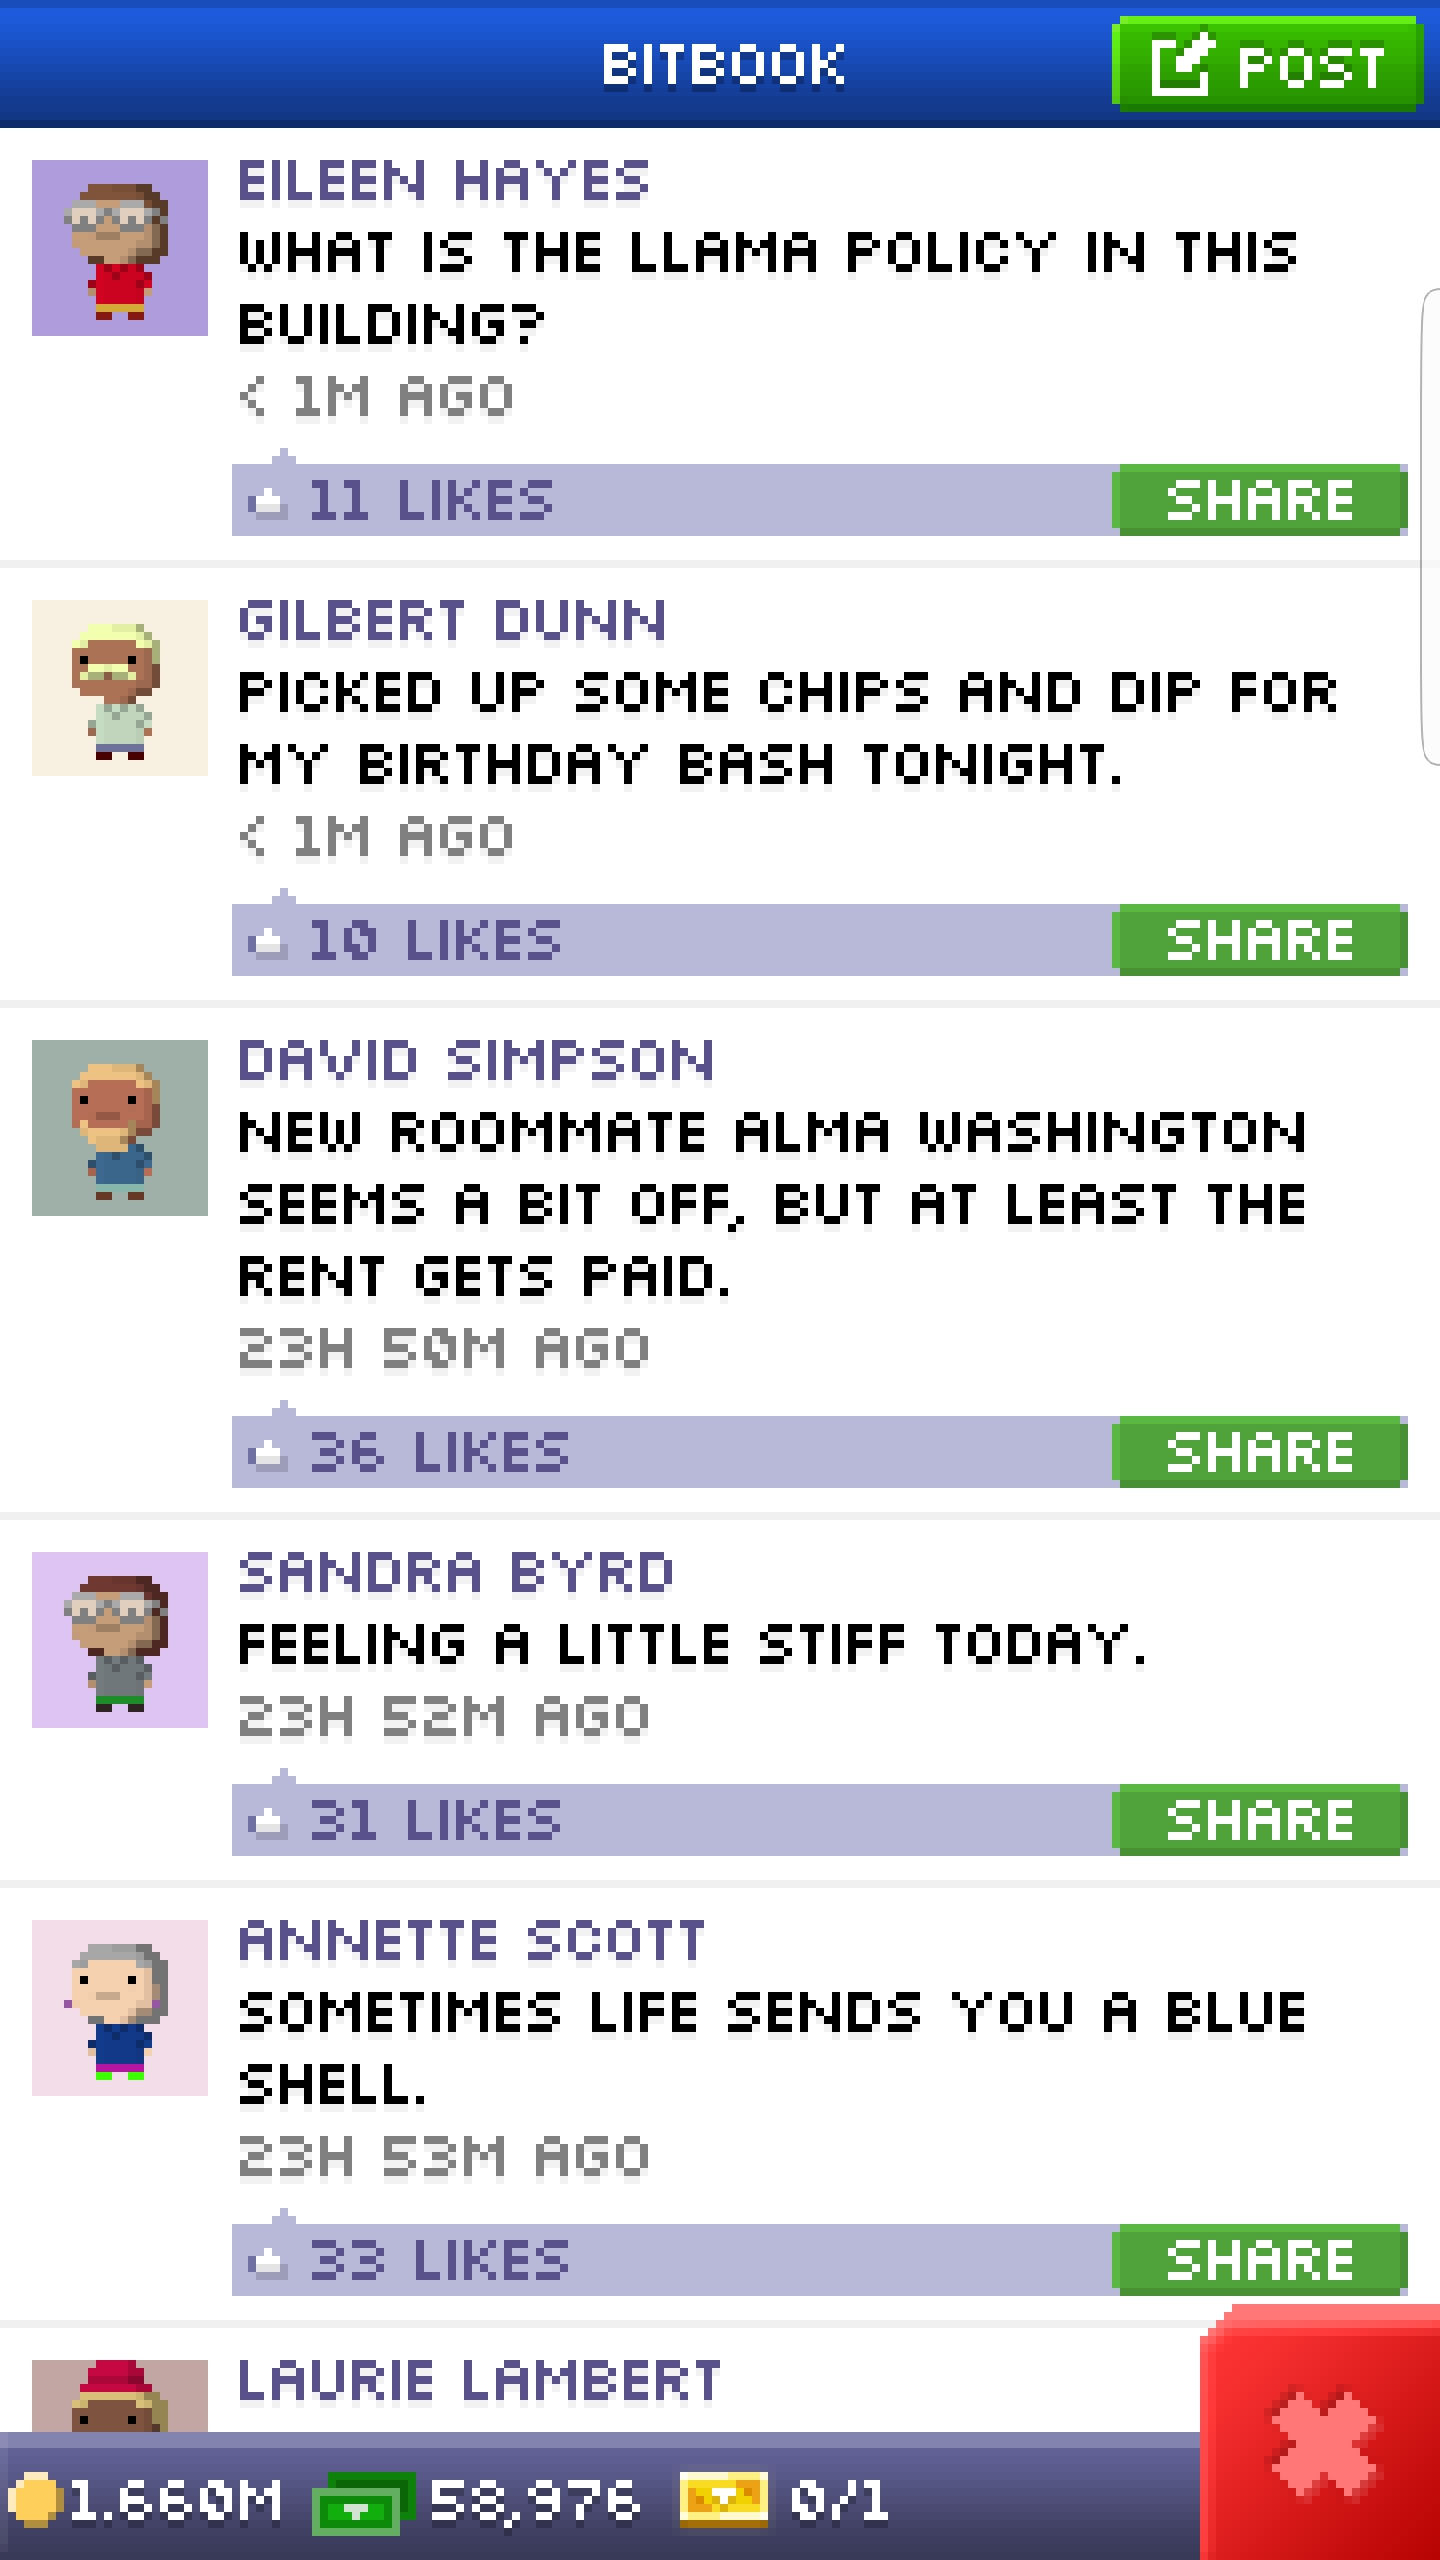 BITBOOK
POST
EILEEN HAYES
WHAT IS THE LLAMA POLICY IN THIS
BUILDING?
< 1M AGO
11 LIKES
SHARE
GILBERT DUNN
PICKED UP SOME CHIPS AND DIP FOR
MY BIRTHDAY BASH TONIGHT.
< 1M AGO
10 LIKES
SHARE
DAVID SIMPSON
NEW ROOMMATE ALMA WASHINGTON
SEEMS A BIT OFF, BUT AT LEAST THE
RENT GETS PAID.
23H 50M AGO
36 LIKES
SHARE
SANDRA BYRD
FEELING A LITTLE STIFF TODAY.
23H 52M AGO
31 LIKES
SHARE
ANNETTE SCOTT
SOMETIMES LIFE SENDS YOU A BLUE
SHELL.
23H 53M AGO
33 LIKES
SHARE
LAURIE LAMBERT
1.660M 58,976 0/1